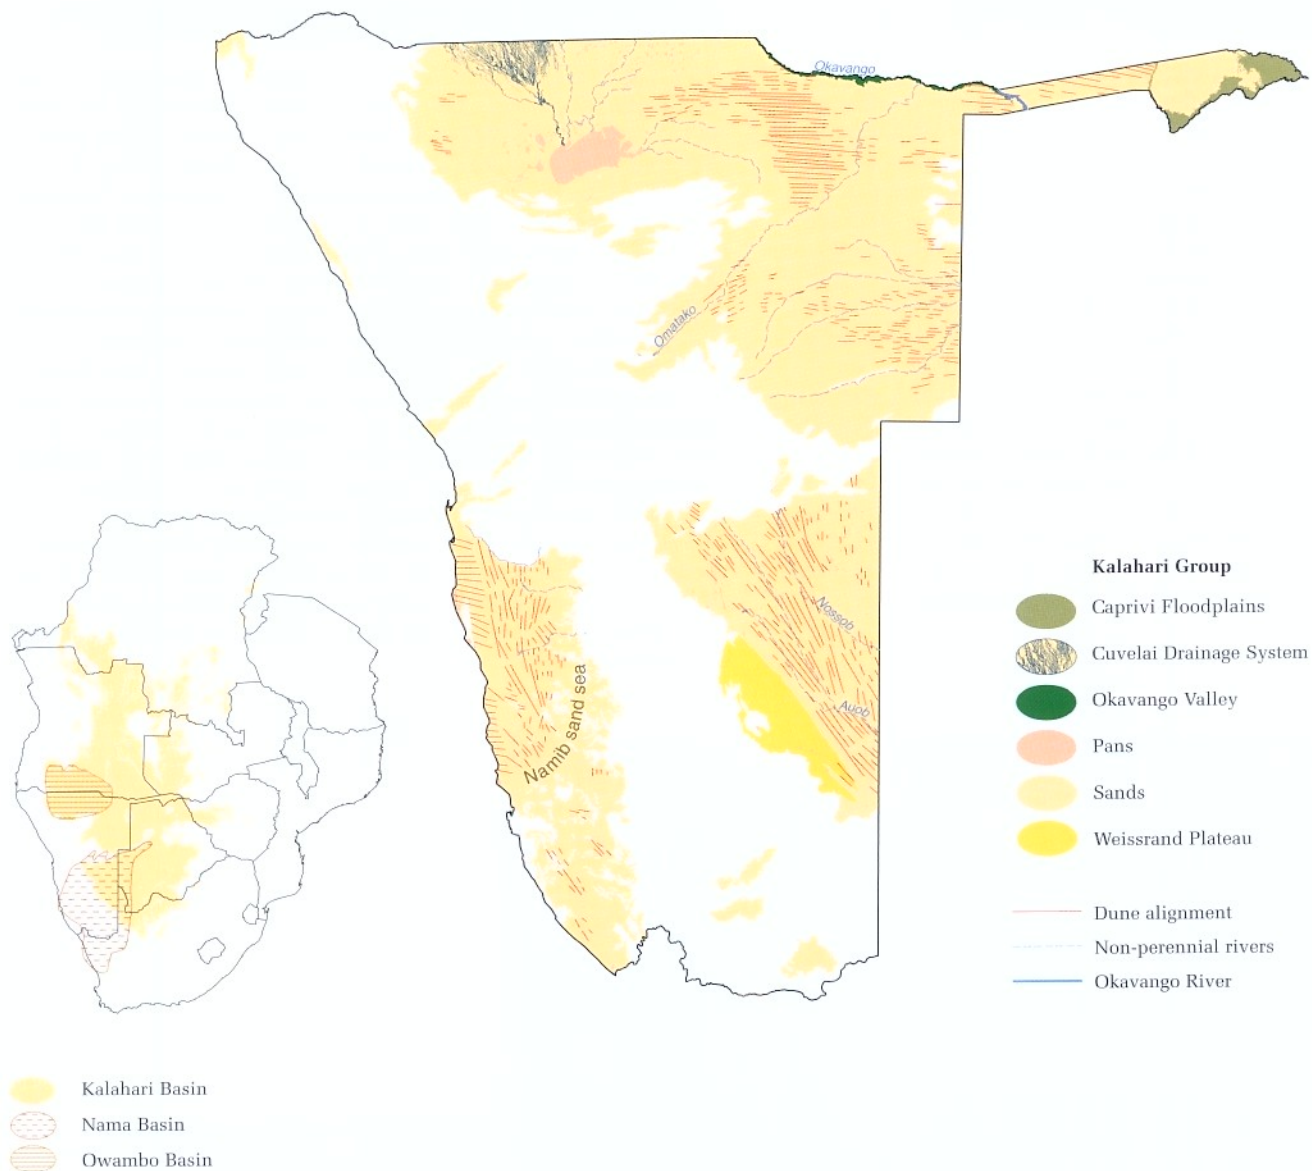 Okavango
Omatako
Nossob
Auob
Namib sand sea
Kalahari Group
Caprivi Floodplains
Cuvelai Drainage System
Okavango Valley
Pans
Sands
Weissrand Plateau
Dune alignment
Non-perennial rivers
Okavango River
Kalahari Basin
Nama Basin
Owambo Basin